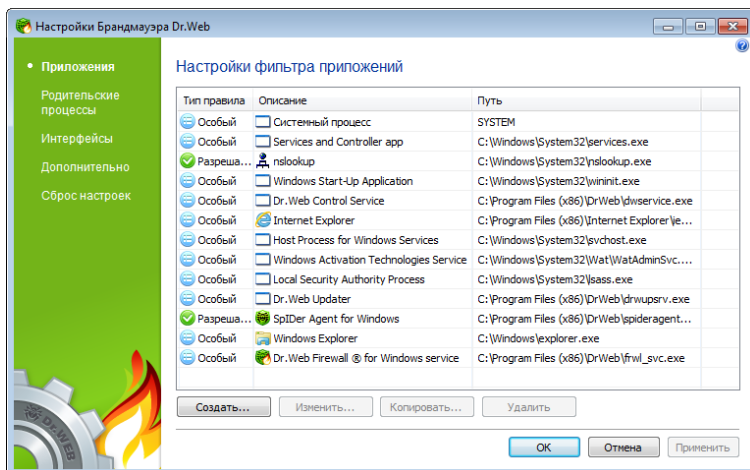 Настройки Брандмауэра Dr.Web
Приложения
Родительские
процессы
Интерфейсы
Дополнительно
Сброс настроек
Настройки фильтра приложений
Тип правила Описание Путь
Особый Системный процесс SYSTEM
Особый Services and Controller app C:\Windows\System32\services.exe
Разреша... nslookup C:\Windows\System32\nslookup.exe
Особый Windows Start-Up Application C:\Windows\System32\wininit.exe
Особый Dr.Web Control Service C:\Program Files (x86)\DrWeb\dwservice.exe
Особый Internet Explorer C:\Program Files (x86)\Internet Explorer\ie...
Особый Host Process for Windows Services C:\Windows\System32\svchost.exe
Особый Windows Activation Technologies Service C:\Windows\System32\Wat\WatAdminSvc....
Особый Local Security Authority Process C:\Windows\System32\lsass.exe
Особый Dr.Web Updater C:\Program Files (x86)\DrWeb\drwupsrv.exe
Разреша... SpIDer Agent for Windows C:\Program Files (x86)\DrWeb\spideragent...
Особый Windows Explorer C:\Windows\explorer.exe
Особый Dr.Web Firewall ® for Windows service C:\Program Files (x86)\DrWeb\frwl_svc.exe
Создать... Изменить... Копировать... Удалить
DR.WEB
OK Отмена Применить